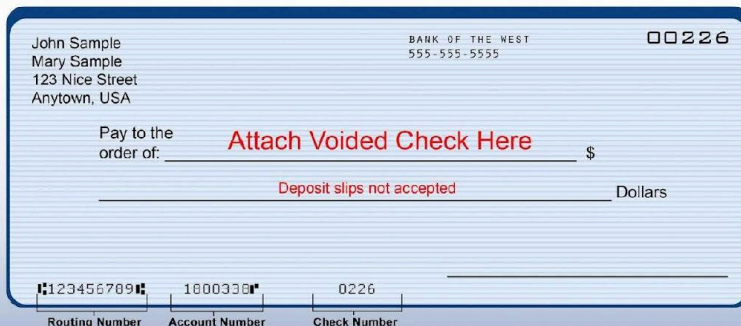 John Sample
Mary Sample
123 Nice Street
Anytown, USA
BANK OF THE WEST
555-555-5555
00226
Pay to the
order of: Attach Voided Check Here $
Deposit slips not accepted Dollars
⑆123456789⑆ 1000338⑈ 0226
Routing Number Account Number Check Number